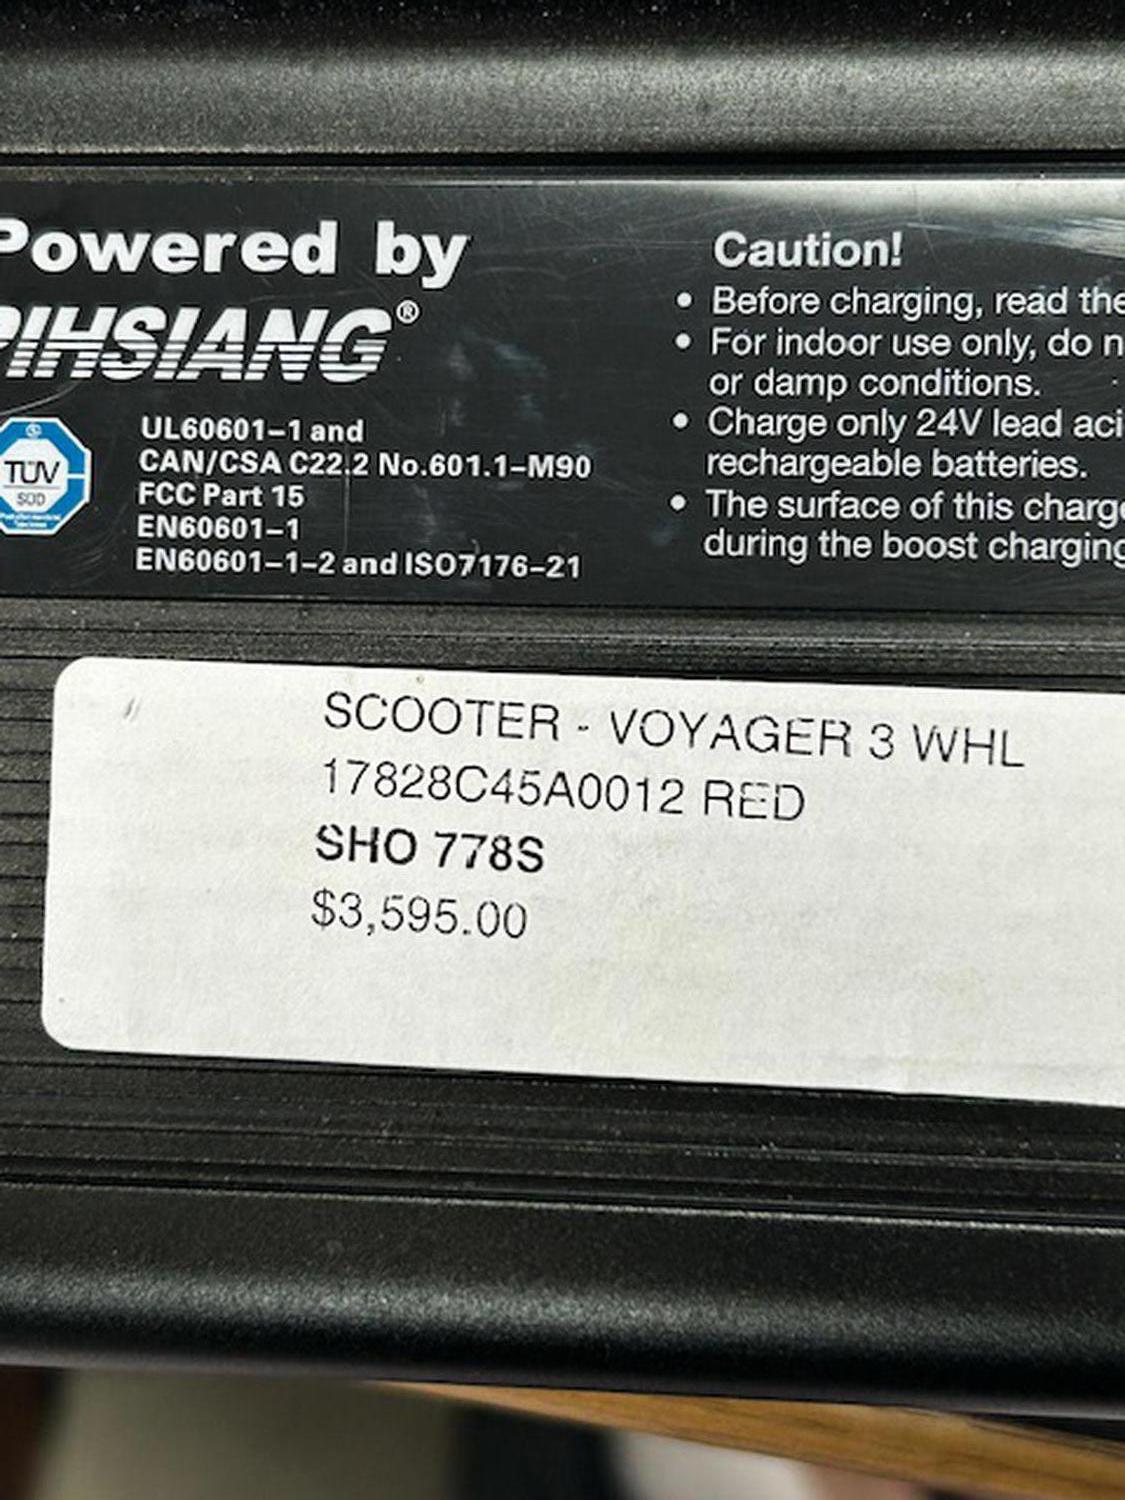 Powered by
PIHSIANG®
TÜV
SÜD
UL60601-1 and
CAN/CSA C22.2 No.601.1-M90
FCC Part 15
EN60601-1
EN60601-1-2 and ISO7176-21
Caution!
• Before charging, read the
• For indoor use only, do n
or damp conditions.
• Charge only 24V lead aci
rechargeable batteries.
• The surface of this charge
during the boost charging
SCOOTER - VOYAGER 3 WHL
17828C45A0012 RED
SHO 778S
$3,595.00